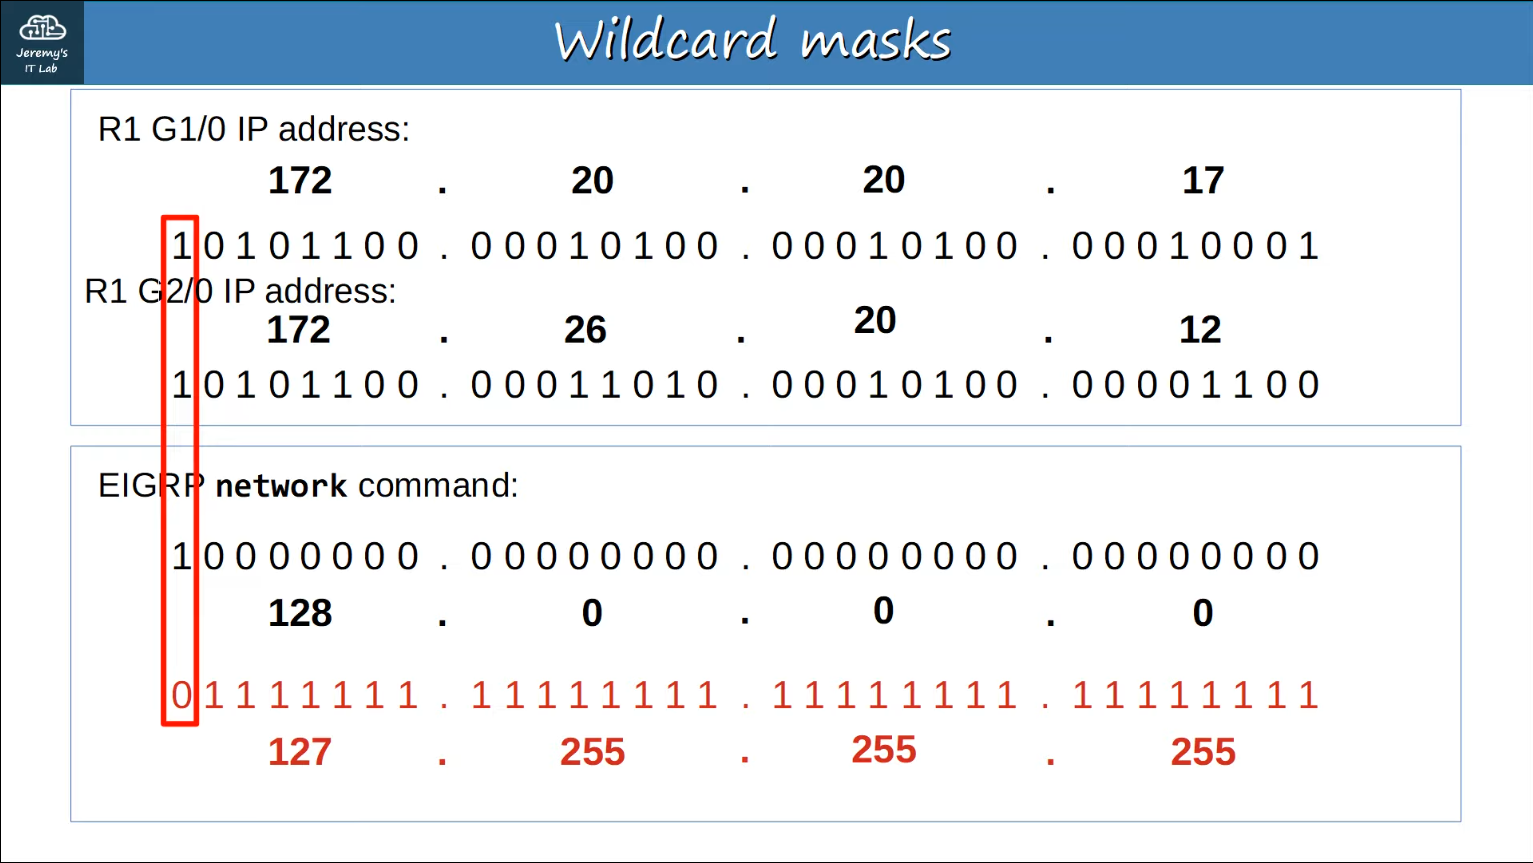 Jeremy's
IT Lab
Wildcard masks
R1 G1/0 IP address:
172 . 20 . 20 . 17
1 0 1 0 1 1 0 0 . 0 0 0 1 0 1 0 0 . 0 0 0 1 0 1 0 0 . 0 0 0 1 0 0 0 1
R1 G2/0 IP address:
172 . 26 . 20 . 12
1 0 1 0 1 1 0 0 . 0 0 0 1 1 0 1 0 . 0 0 0 1 0 1 0 0 . 0 0 0 0 1 1 0 0
EIGRP network command:
1 0 0 0 0 0 0 0 . 0 0 0 0 0 0 0 0 . 0 0 0 0 0 0 0 0 . 0 0 0 0 0 0 0 0
128 . 0 . 0 . 0
0 1 1 1 1 1 1 1 . 1 1 1 1 1 1 1 1 . 1 1 1 1 1 1 1 1 . 1 1 1 1 1 1 1 1
127 . 255 . 255 . 255